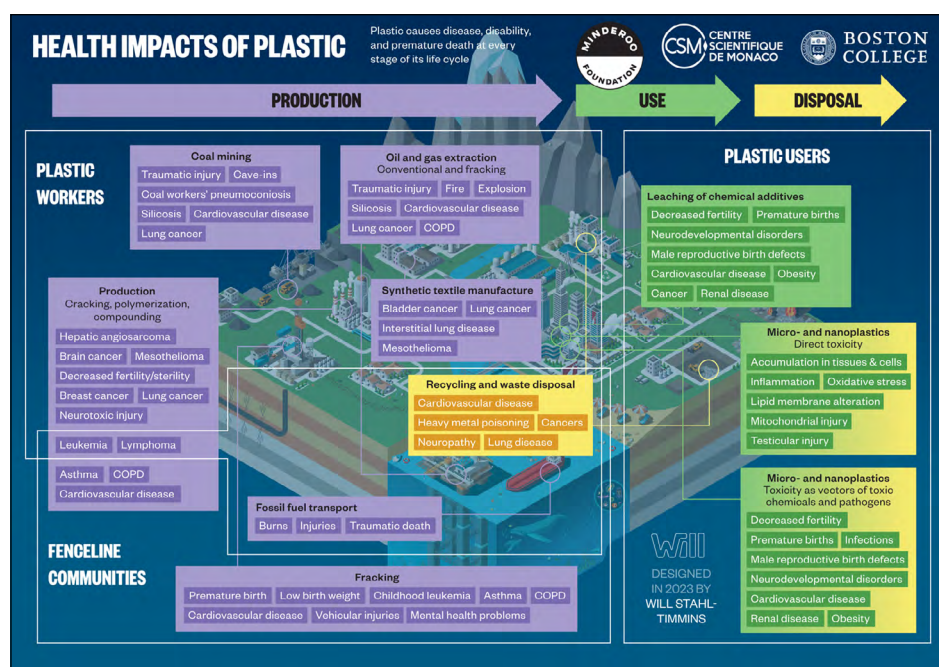 HEALTH IMPACTS OF PLASTIC
Plastic causes disease, disability,
and premature death at every
stage of its life cycle
MINDEROO
FOUNDATION
CSM
CENTRE
SCIENTIFIQUE
DE MONACO
BOSTON
COLLEGE
PRODUCTION
USE
DISPOSAL
PLASTIC
WORKERS
Coal mining
Traumatic injury Cave-ins
Coal workers' pneumoconiosis
Silicosis Cardiovascular disease
Lung cancer
Oil and gas extraction
Conventional and fracking
Traumatic injury Fire Explosion
Silicosis Cardiovascular disease
Lung cancer COPD
Production
Cracking, polymerization,
compounding
Hepatic angiosarcoma
Brain cancer Mesothelioma
Decreased fertility/sterility
Breast cancer Lung cancer
Neurotoxic injury
Leukemia Lymphoma
Asthma COPD
Cardiovascular disease
Synthetic textile manufacture
Bladder cancer Lung cancer
Interstitial lung disease
Mesothelioma
Recycling and waste disposal
Cardiovascular disease
Heavy metal poisoning Cancers
Neuropathy Lung disease
Fossil fuel transport
Burns Injuries Traumatic death
FENCELINE
COMMUNITIES
Fracking
Premature birth Low birth weight Childhood leukemia Asthma COPD
Cardiovascular disease Vehicular injuries Mental health problems
PLASTIC USERS
Leaching of chemical additives
Decreased fertility Premature births
Neurodevelopmental disorders
Male reproductive birth defects
Cardiovascular disease Obesity
Cancer Renal disease
Micro- and nanoplastics
Direct toxicity
Accumulation in tissues & cells
Inflammation Oxidative stress
Lipid membrane alteration
Mitochondrial injury
Testicular injury
Micro- and nanoplastics
Toxicity as vectors of toxic
chemicals and pathogens
Decreased fertility
Premature births Infections
Male reproductive birth defects
Neurodevelopmental disorders
Cardiovascular disease
Renal disease Obesity
Will
DESIGNED
IN 2023 BY
WILL STAHL-
TIMMINS